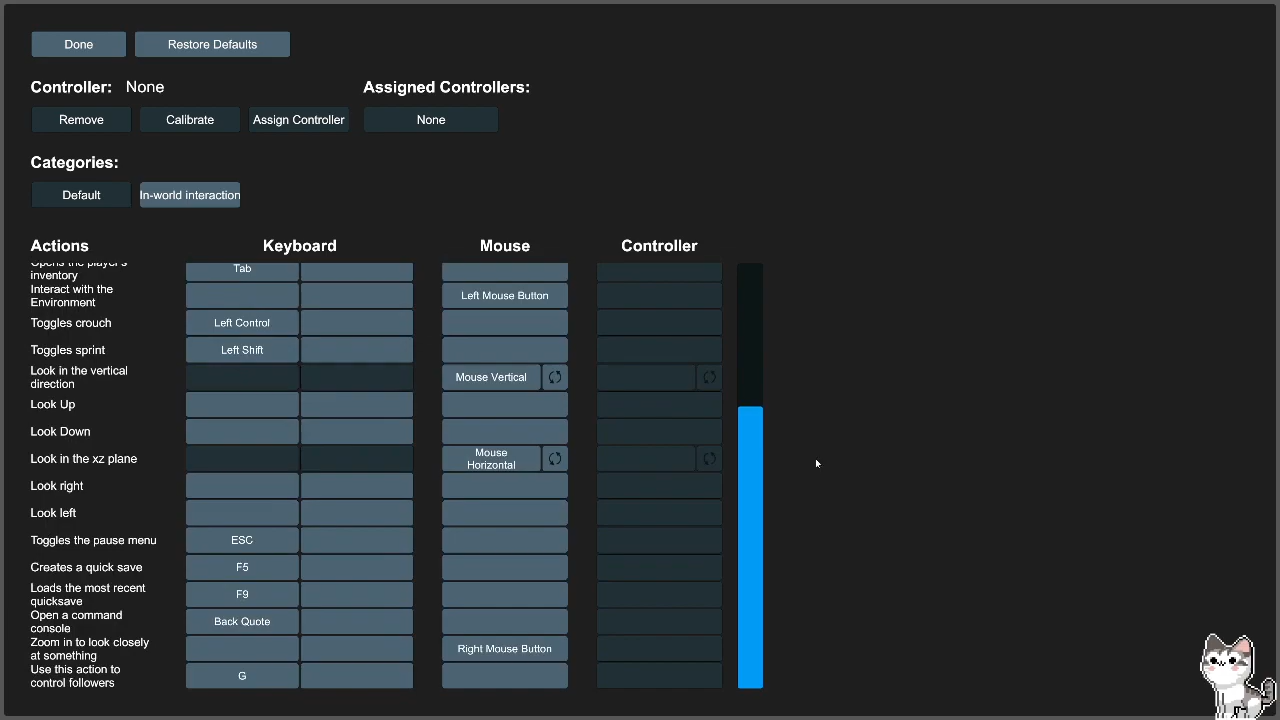 Done Restore Defaults
Controller: None Assigned Controllers:
Remove Calibrate Assign Controller None
Categories:
Default In-world interaction
Actions Keyboard Mouse Controller
Opens the player's
inventory Tab
Interact with the
Environment Left Mouse Button
Toggles crouch Left Control
Toggles sprint Left Shift
Look in the vertical
direction Mouse Vertical
Look Up
Look Down
Look in the xz plane Mouse
Horizontal
Look right
Look left
Toggles the pause menu ESC
Creates a quick save F5
Loads the most recent
quicksave F9
Open a command
console Back Quote
Zoom in to look closely
at something Right Mouse Button
Use this action to
control followers G